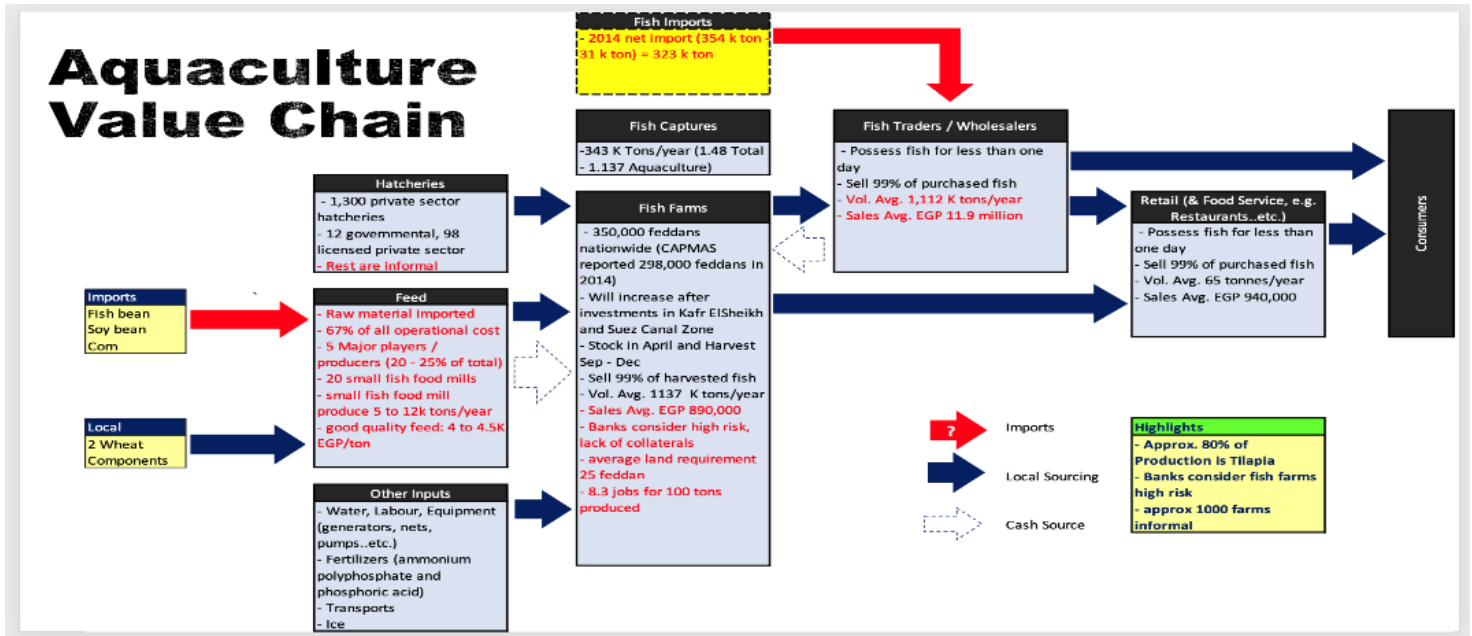 Aquaculture
Value Chain
Fish Imports
- 2014 net import (354 k ton -
31 k ton) = 323 k ton
Fish Captures
-343 K Tons/year (1.48 Total
- 1.137 Aquaculture)
Hatcheries
- 1,300 private sector
hatcheries
- 12 governmental, 98
licensed private sector
- Rest are informal
Imports
Fish bean
Soy bean
Corn
Feed
- Raw material imported
- 67% of all operational cost
- 5 Major players /
producers (20 - 25% of total)
- 20 small fish food mills
- small fish food mill
produce 5 to 12k tons/year
- good quality feed: 4 to 4.5K
EGP/ton
Local
2 Wheat
Components
Other Inputs
- Water, Labour, Equipment
(generators, nets,
pumps..etc.)
- Fertilizers (ammonium
polyphosphate and
phosphoric acid)
- Transports
- Ice
Fish Farms
- 350,000 feddans
nationwide (CAPMAS
reported 298,000 feddans in
2014)
- Will increase after
investments in Kafr ElSheikh
and Suez Canal Zone
- Stock in April and Harvest
Sep - Dec
- Sell 99% of harvested fish
- Vol. Avg. 1137 K tons/year
- Sales Avg. EGP 890,000
- Banks consider high risk,
lack of collaterals
- average land requirement
25 feddan
- 8.3 jobs for 100 tons
produced
Fish Traders / Wholesalers
- Possess fish for less than one
day
- Sell 99% of purchased fish
- Vol. Avg. 1,112 K tons/year
- Sales Avg. EGP 11.9 million
Retail (& Food Service, e.g.
Restaurants..etc.)
- Possess fish for less than
one day
- Sell 99% of purchased fish
- Vol. Avg. 65 tonnes/year
- Sales Avg. EGP 940,000
Consumers
?
Imports
Local Sourcing
Cash Source
Highlights
- Approx. 80% of
Production is Tilapia
- Banks consider fish farms
high risk
- approx 1000 farms
informal